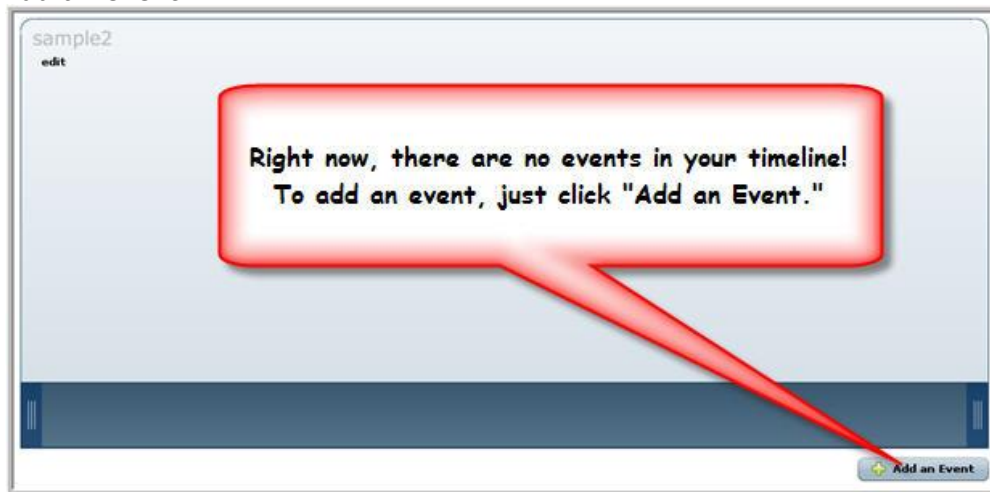 sample2
edit
Right now, there are no events in your timeline!
To add an event, just click "Add an Event."
Add an Event